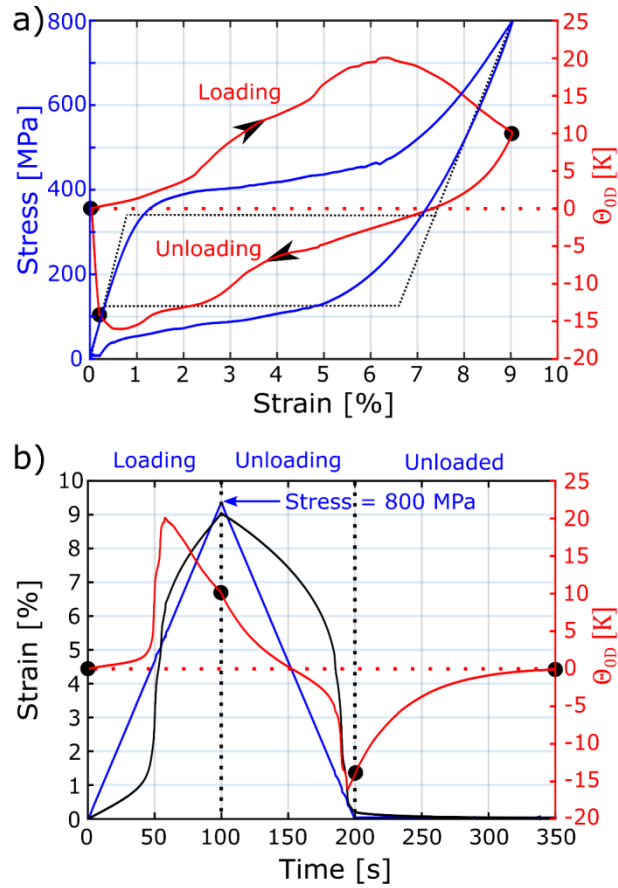 a)
Stress [MPa]
800
600
400
200
0
Loading
Unloading
25
20
15
10
5
0
-5
-10
-15
-20
Θ0D [K]
0 1 2 3 4 5 6 7 8 9 10
Strain [%]
b)
Loading Unloading Unloaded
Stress = 800 MPa
Strain [%]
10
9
8
7
6
5
4
3
2
1
0
25
20
15
10
5
0
-5
-10
-15
-20
Θ0D [K]
0 50 100 150 200 250 300 350
Time [s]